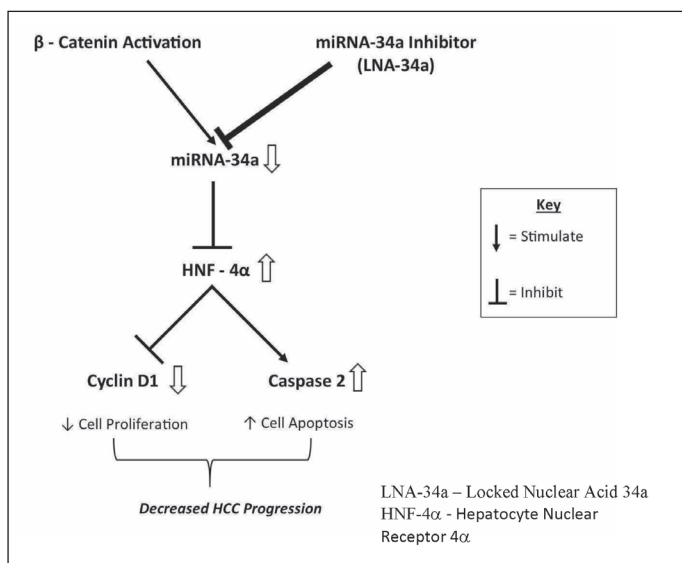 β - Catenin Activation
miRNA-34a Inhibitor
(LNA-34a)
miRNA-34a
HNF - 4α
Cyclin D1
Caspase 2
↓ Cell Proliferation
↑ Cell Apoptosis
Decreased HCC Progression
Key
= Stimulate
= Inhibit
LNA-34a – Locked Nuclear Acid 34a
HNF-4α - Hepatocyte Nuclear
Receptor 4α